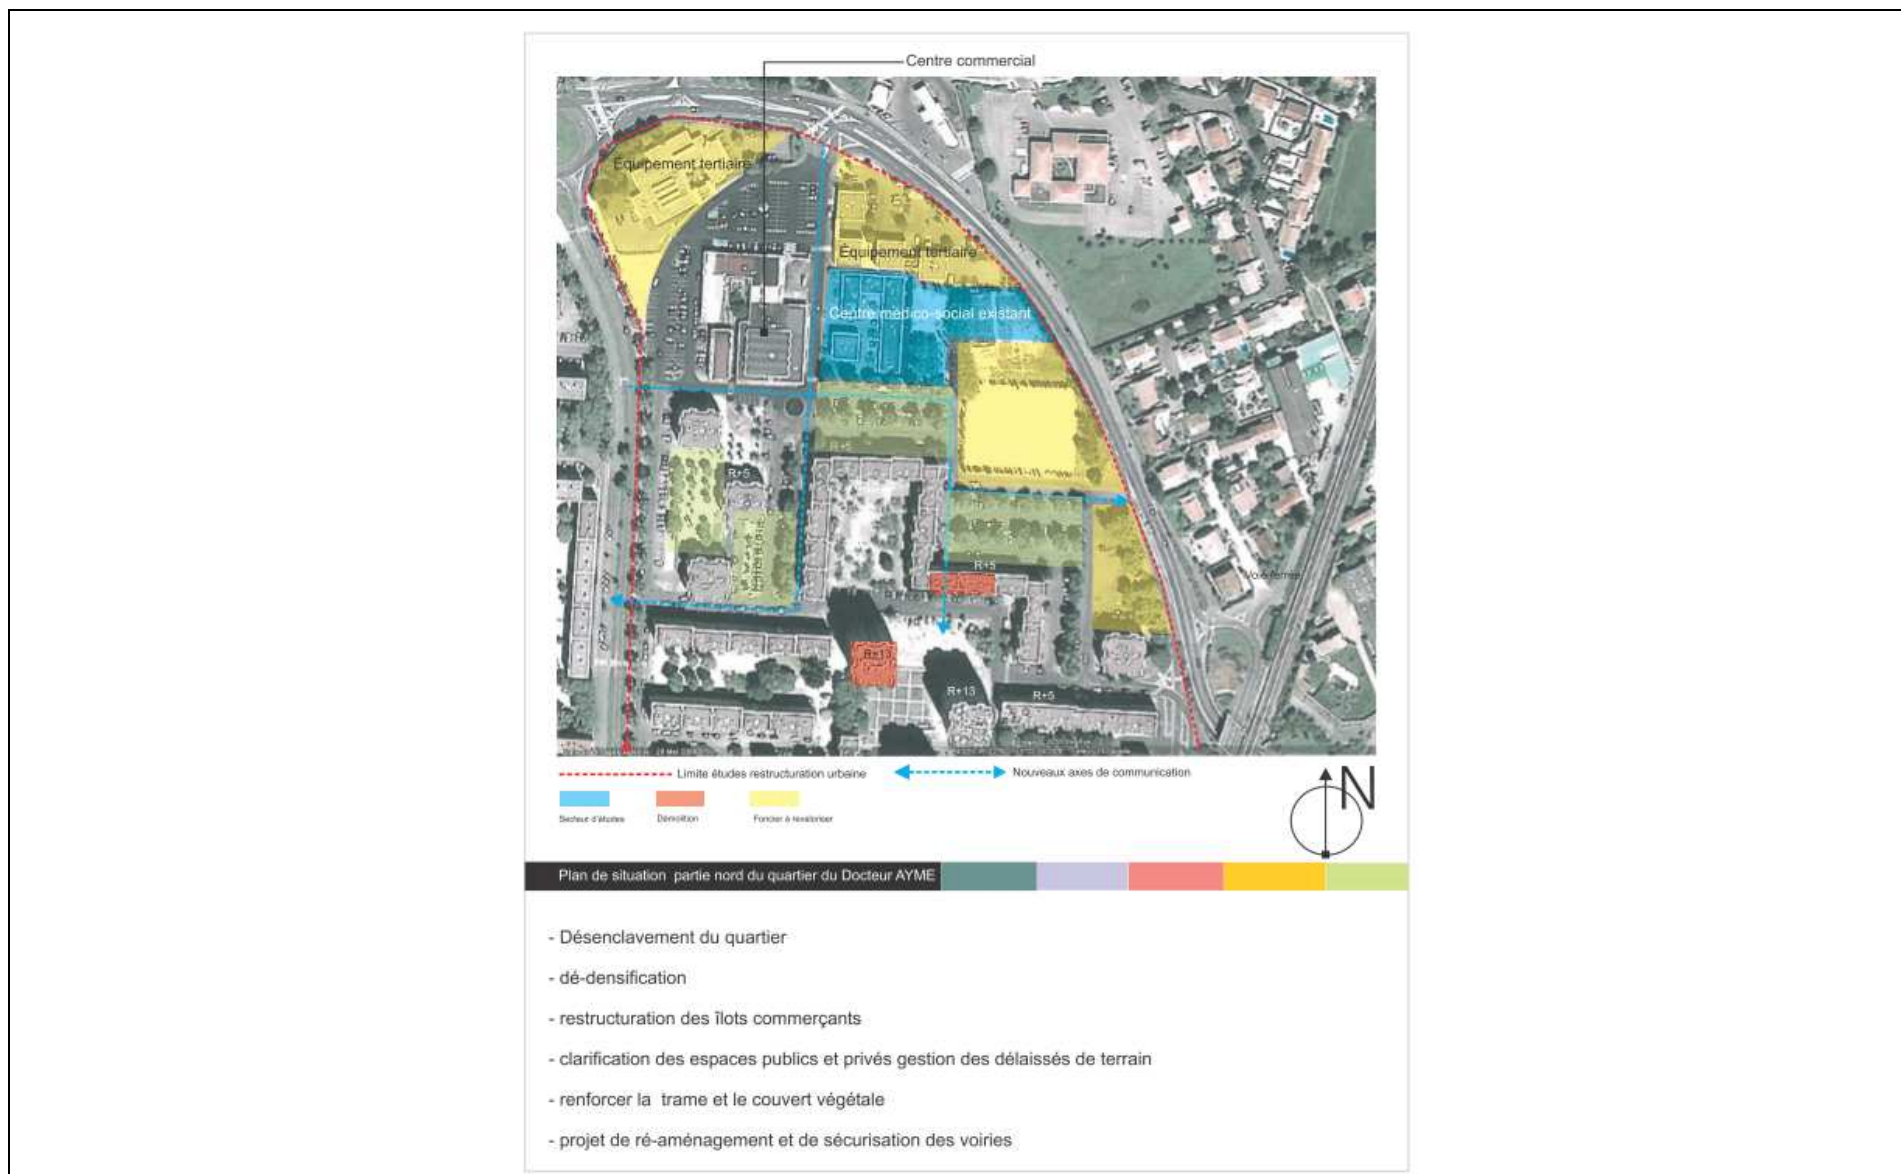 Centre commercial
Équipement tertiaire
Équipement tertiaire
Centre médico-social existant
R+5
R+5
R+5
R+13
R+13
R+5
Voie ferrée
Limite études restructuration urbaine
Nouveaux axes de communication
Secteur d'études
Démolition
Foncier à revaloriser
N
Plan de situation partie nord du quartier du Docteur AYME
- Désenclavement du quartier
- dé-densification
- restructuration des îlots commerçants
- clarification des espaces publics et privés gestion des délaissés de terrain
- renforcer la trame et le couvert végétale
- projet de ré-aménagement et de sécurisation des voiries